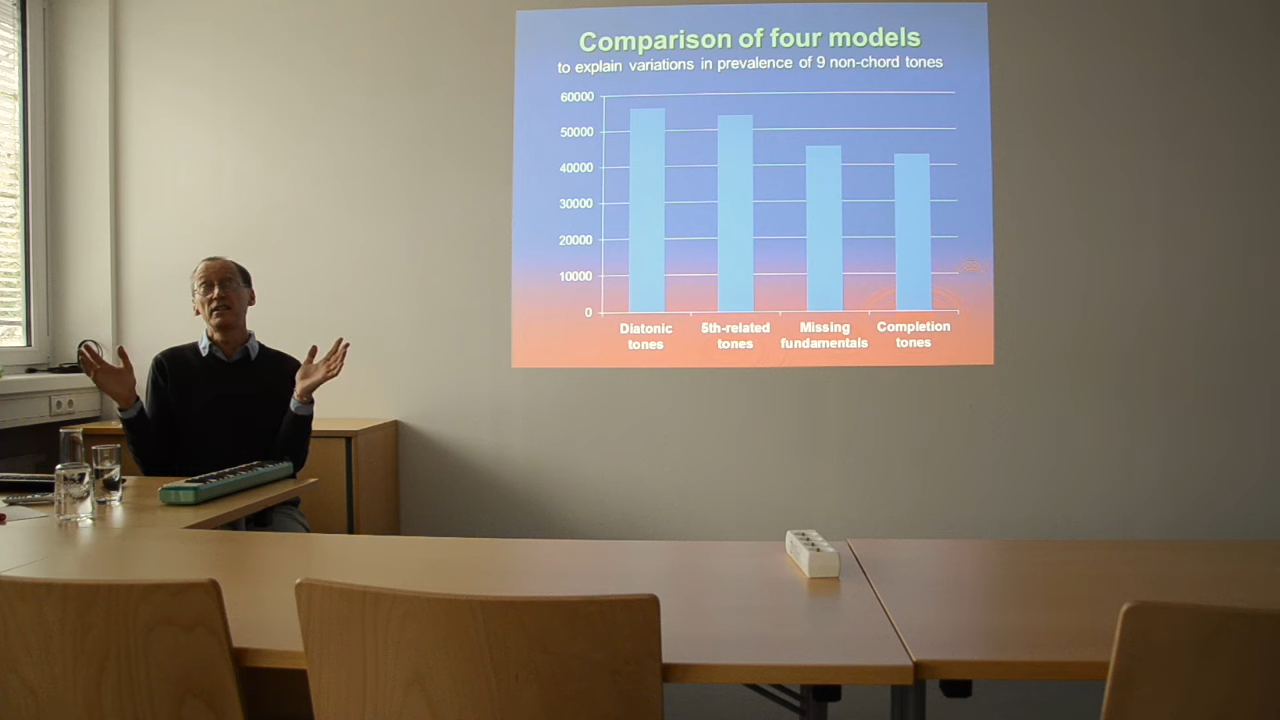 Comparison of four models
to explain variations in prevalence of 9 non-chord tones
60000
50000
40000
30000
20000
10000
0
Diatonic tones
5th-related tones
Missing fundamentals
Completion tones